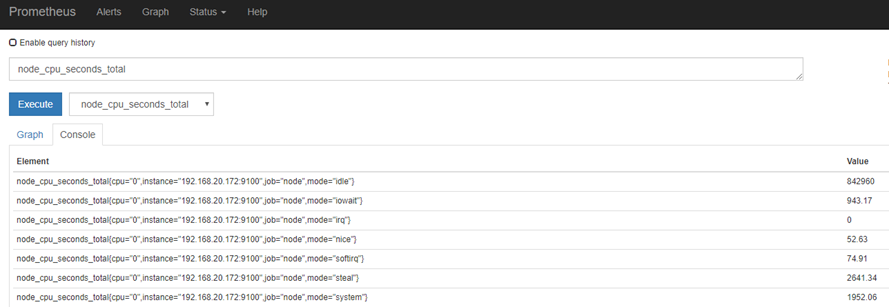 Prometheus Alerts Graph Status Help
Enable query history
node_cpu_seconds_total
Execute node_cpu_seconds_total
Graph Console
Element Value
node_cpu_seconds_total{cpu="0",instance="192.168.20.172:9100",job="node",mode="idle"} 842960
node_cpu_seconds_total{cpu="0",instance="192.168.20.172:9100",job="node",mode="iowait"} 943.17
node_cpu_seconds_total{cpu="0",instance="192.168.20.172:9100",job="node",mode="irq"} 0
node_cpu_seconds_total{cpu="0",instance="192.168.20.172:9100",job="node",mode="nice"} 52.63
node_cpu_seconds_total{cpu="0",instance="192.168.20.172:9100",job="node",mode="softirq"} 74.91
node_cpu_seconds_total{cpu="0",instance="192.168.20.172:9100",job="node",mode="steal"} 2641.34
node_cpu_seconds_total{cpu="0",instance="192.168.20.172:9100",job="node",mode="system"} 1952.06